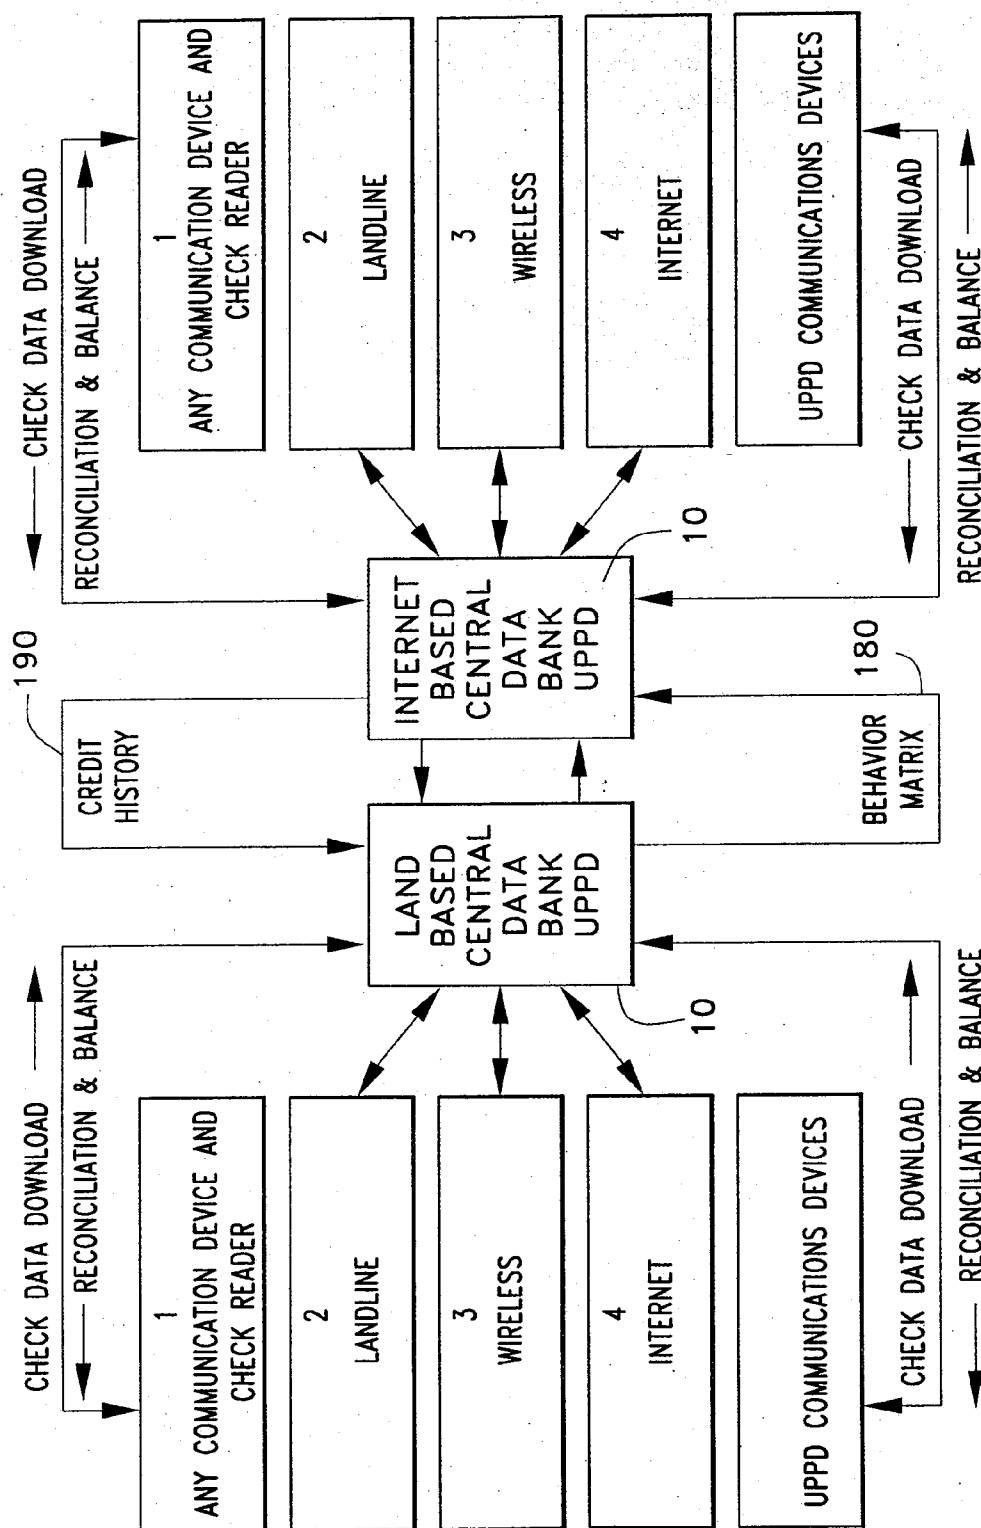 CHECK DATA DOWNLOAD
RECONCILIATION & BALANCE
1
ANY COMMUNICATION DEVICE AND
CHECK READER
2
LANDLINE
3
WIRELESS
4
INTERNET
UPPD COMMUNICATIONS DEVICES
CHECK DATA DOWNLOAD
RECONCILIATION & BALANCE
LAND
BASED
CENTRAL
DATA
BANK
UPPD
10
190
CREDIT
HISTORY
BEHAVIOR
MATRIX
180
INTERNET
BASED
CENTRAL
DATA
BANK
UPPD
10
CHECK DATA DOWNLOAD
RECONCILIATION & BALANCE
1
ANY COMMUNICATION DEVICE AND
CHECK READER
2
LANDLINE
3
WIRELESS
4
INTERNET
UPPD COMMUNICATIONS DEVICES
CHECK DATA DOWNLOAD
RECONCILIATION & BALANCE